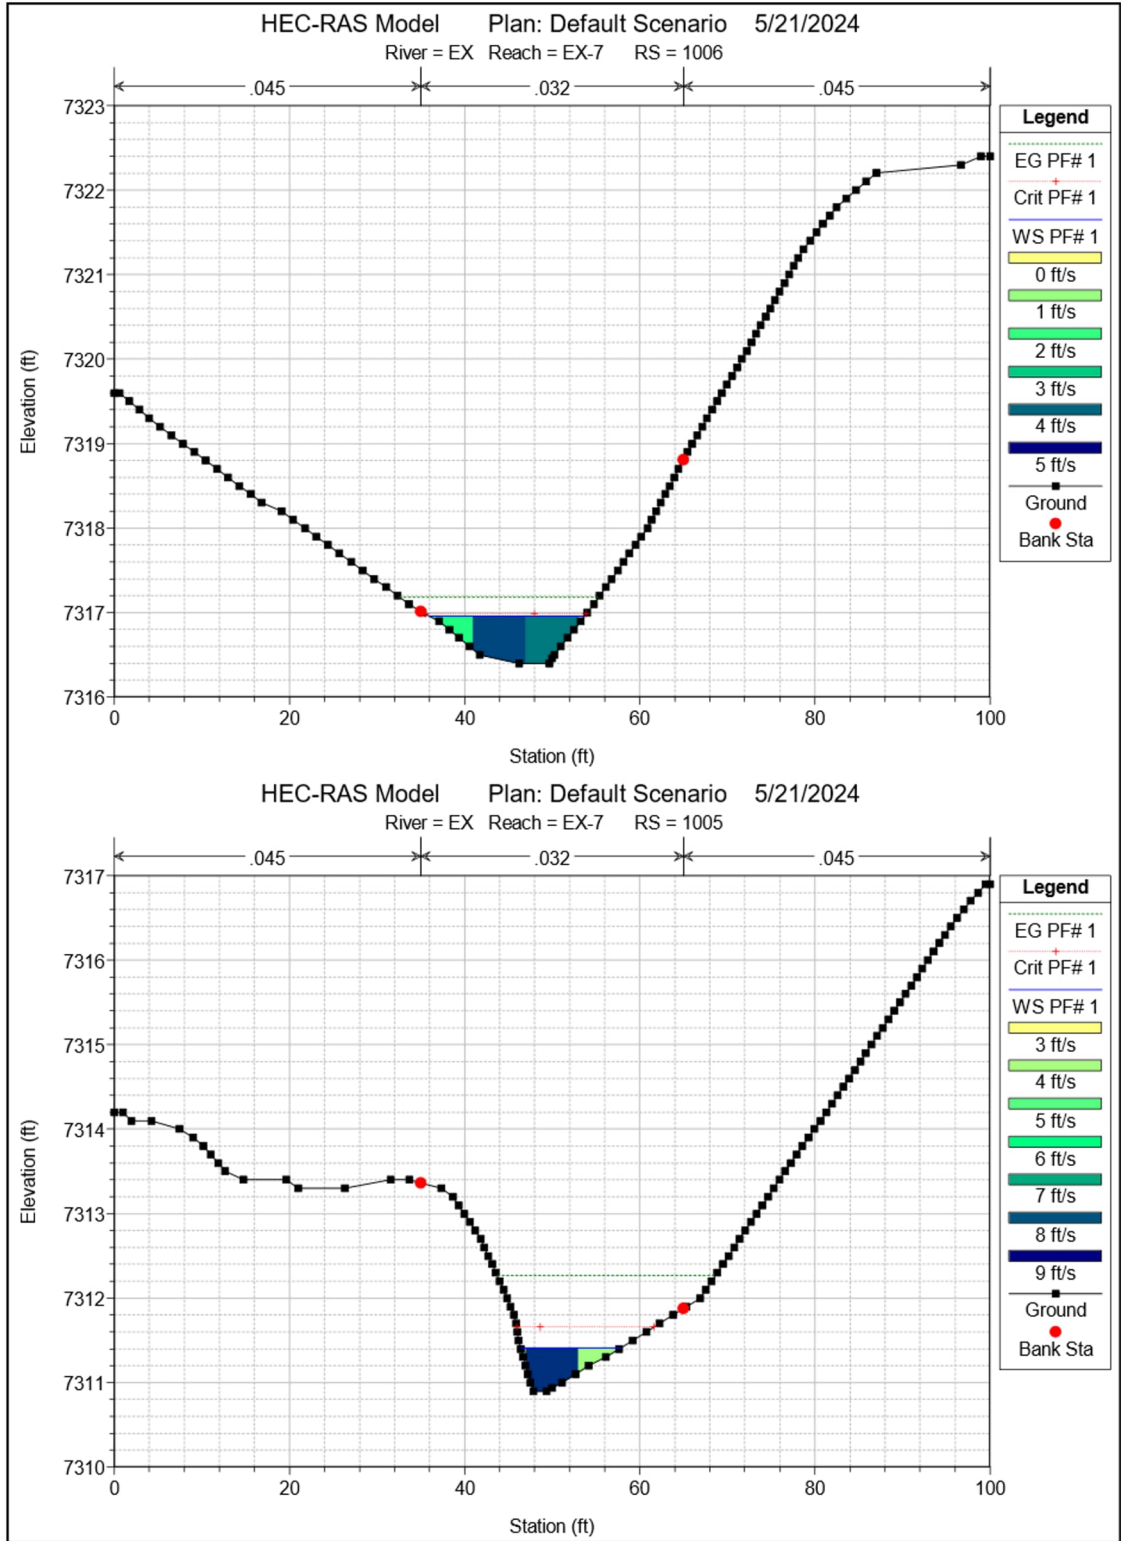 HEC-RAS Model Plan: Default Scenario 5/21/2024
River = EX Reach = EX-7 RS = 1006
.045
.032
.045
Elevation (ft)
7323
7322
7321
7320
7319
7318
7317
7316
0 20 40 60 80 100
Station (ft)
Legend
EG PF# 1
Crit PF# 1
WS PF# 1
0 ft/s
1 ft/s
2 ft/s
3 ft/s
4 ft/s
5 ft/s
Ground
Bank Sta
HEC-RAS Model Plan: Default Scenario 5/21/2024
River = EX Reach = EX-7 RS = 1005
.045
.032
.045
Elevation (ft)
7317
7316
7315
7314
7313
7312
7311
7310
0 20 40 60 80 100
Station (ft)
Legend
EG PF# 1
Crit PF# 1
WS PF# 1
3 ft/s
4 ft/s
5 ft/s
6 ft/s
7 ft/s
8 ft/s
9 ft/s
Ground
Bank Sta